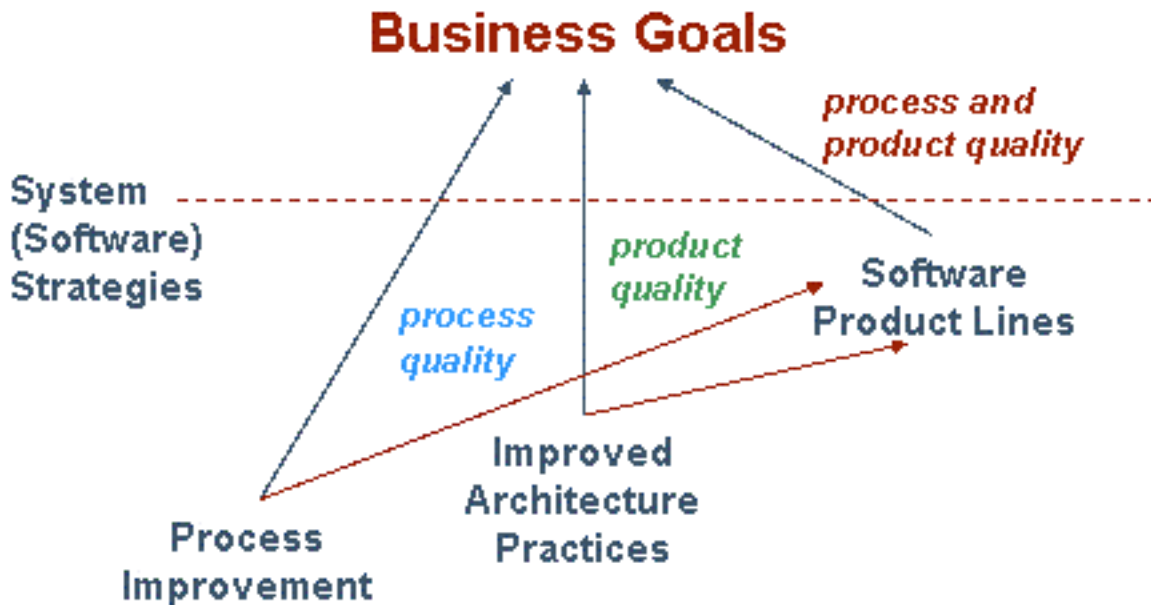 Business Goals
process and
product quality
System
(Software)
Strategies
product
quality
Software
Product Lines
process
quality
Improved
Architecture
Practices
Process
Improvement